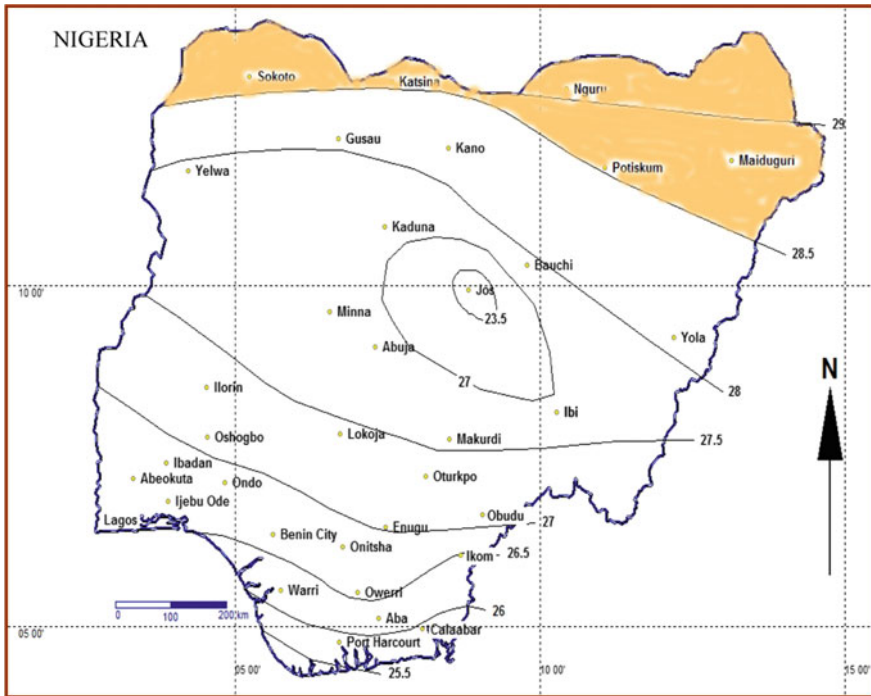 NIGERIA
Sokoto
Katsina
Nguru
29
Gusau
Kano
Potiskum
Maiduguri
Yelwa
Kaduna
28.5
Bauchi
10 00'
Jos
23.5
Minna
Yola
Abuja
N
27
28
Ilorin
Ibi
27.5
Oshogbo
Lokoja
Makurdi
Ibadan
Abeokuta
Ondo
Oturkpo
Ijebu Ode
Lagos
Obudu
27
Benin City
Enugu
Onitsha
Ikom
26.5
Warri
Owerri
26
0 100 200 km
Aba
Calaabar
05 00'
Port Harcourt
25.5
05 00'
10 00'
15 00'